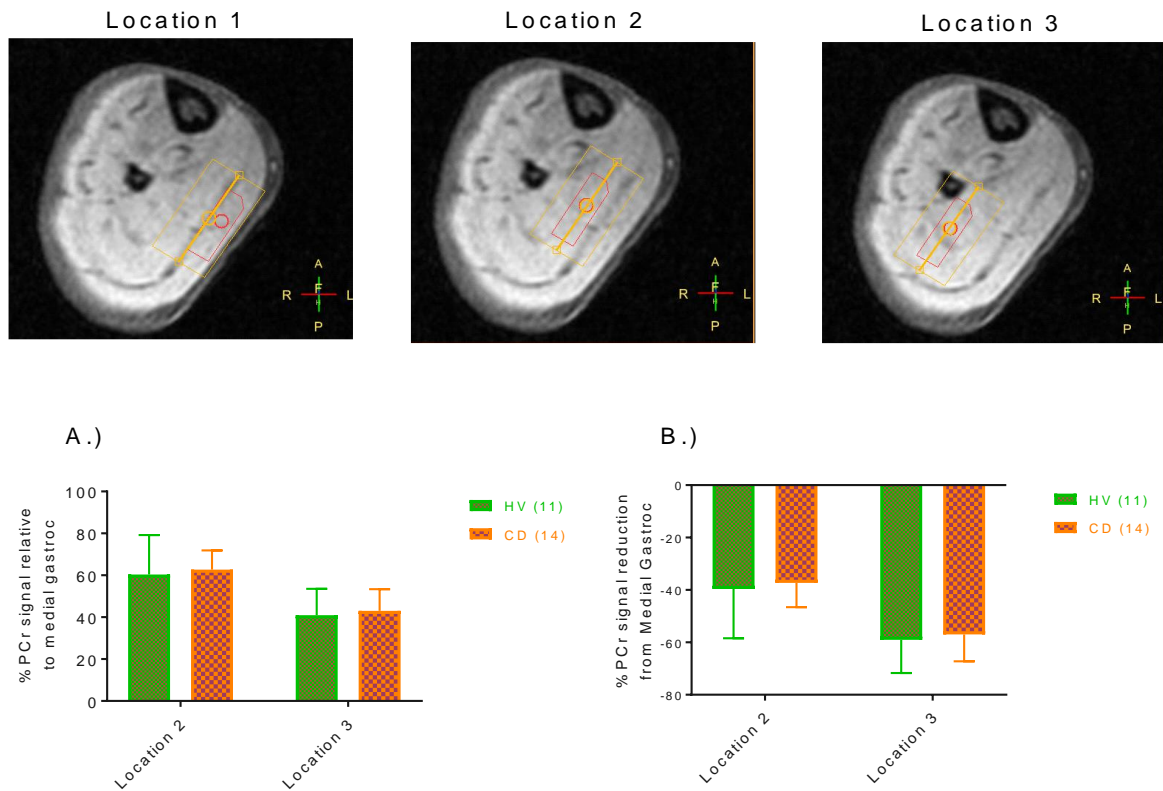 Location 1
Location 2
Location 3
A
F
R L
H
P
A
F
R L
H
P
A
F
R L
H
P
A.)
%PCr signal relative
to medial gastroc
100
80
60
40
20
0
Location 2
Location 3
HV (11)
CD (14)
B.)
%PCr signal reduction
from Medial Gastroc
0
-20
-40
-60
-80
Location 2
Location 3
HV (11)
CD (14)